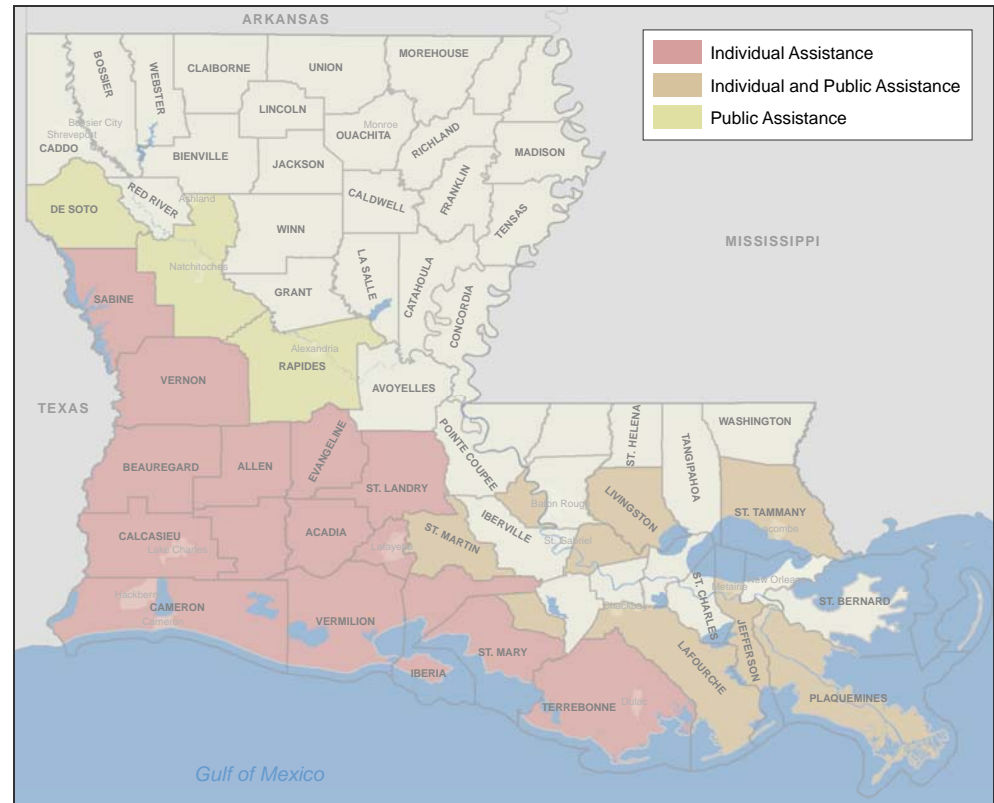 ARKANSAS
Individual Assistance
Individual and Public Assistance
Public Assistance
BOSSIER
WEBSTER
CLAIBORNE
UNION
MOREHOUSE
LINCOLN
Bossier City
Shreveport
CADDO
Monroe
OUACHITA
RICHLAND
MADISON
BIENVILLE
JACKSON
FRANKLIN
RED RIVER
Ashland
CALDWELL
TENSAS
DE SOTO
WINN
MISSISSIPPI
Natchitoches
LA SALLE
CATAHOULA
SABINE
GRANT
CONCORDIA
Alexandria
RAPIDES
VERNON
AVOYELLES
TEXAS
WASHINGTON
ST. HELENA
TANGIPAHOA
POINTE COUPEE
EVANGELINE
BEAUREGARD
ALLEN
ST. LANDRY
LIVINGSTON
Baton Roug
ST. TAMMANY
Lacombe
IBERVILLE
CALCASIEU
Lake Charles
ACADIA
Lafayette
ST. MARTIN
St. Gabriel
Metairie
New Orleans
Hackberry
CAMERON
Cameron
VERMILION
ST. CHARLES
ST. BERNARD
JEFFERSON
LAFOURCHE
ST. MARY
IBERIA
PLAQUEMINES
TERREBONNE
Dulac
Gulf of Mexico